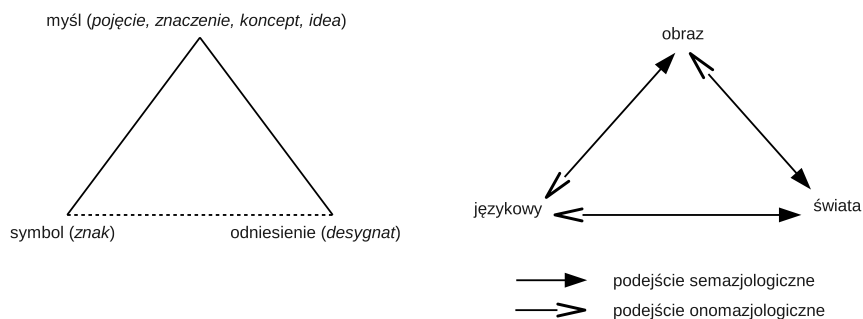 myśl (pojęcie, znaczenie, koncept, idea)
symbol (znak)
odniesienie (desygnat)
obraz
językowy
świata
podejście semazjologiczne
podejście onomazjologiczne